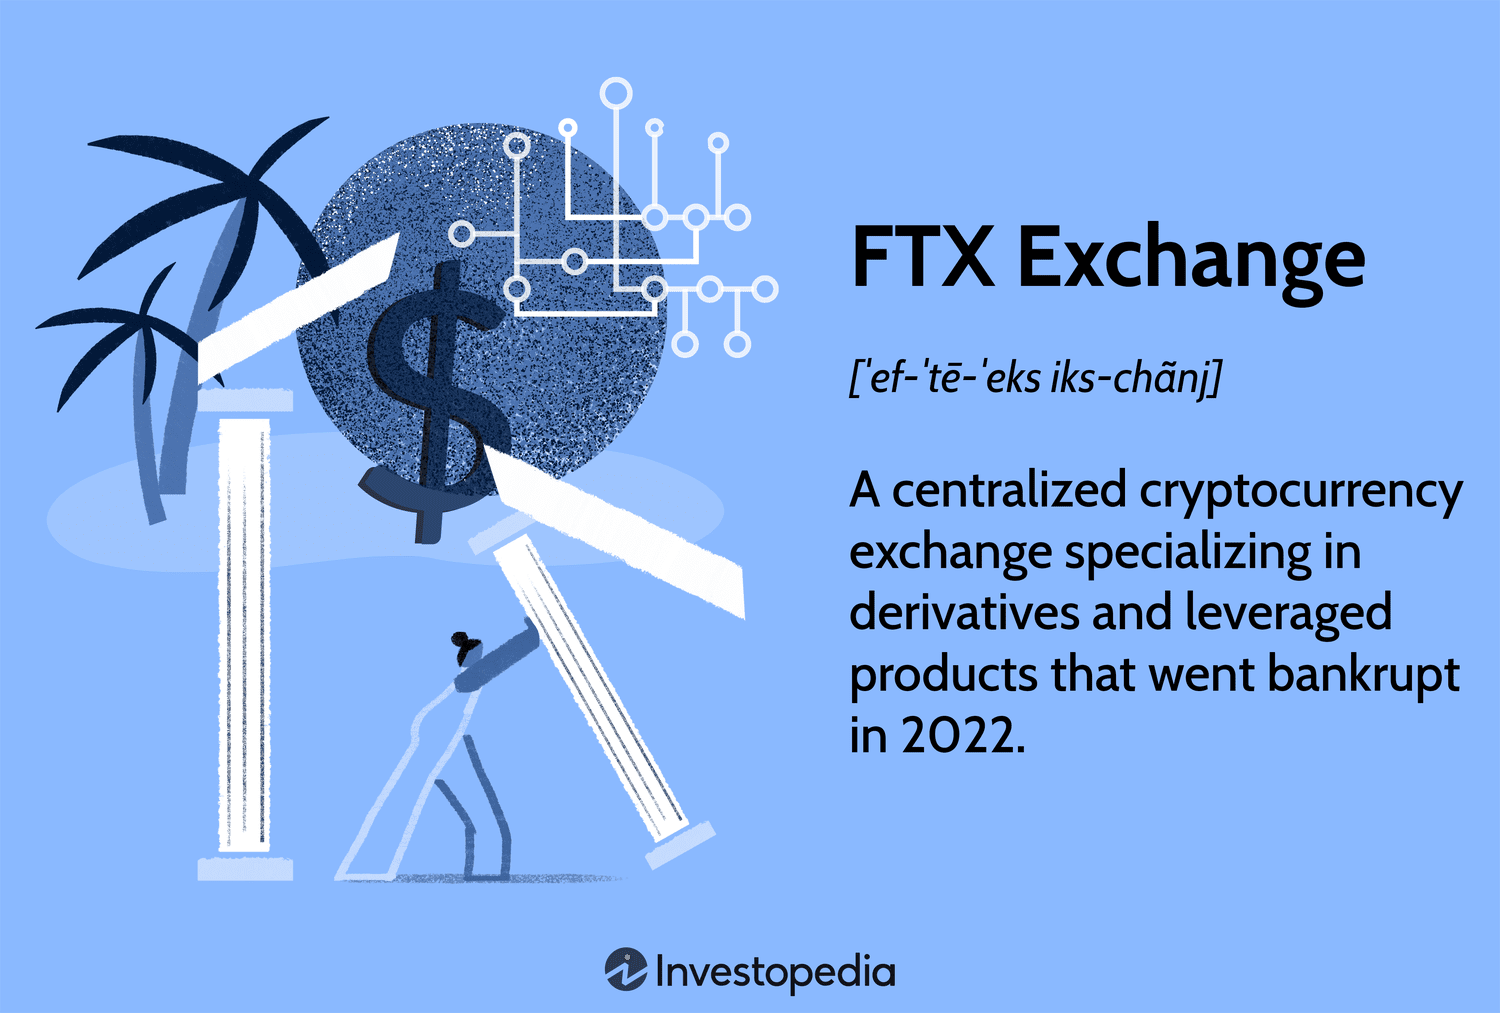 FTX Exchange
[ˈef-ˈtē-ˈeks iks-chãnj]
A centralized cryptocurrency
exchange specializing in
derivatives and leveraged
products that went bankrupt
in 2022.
Investopedia